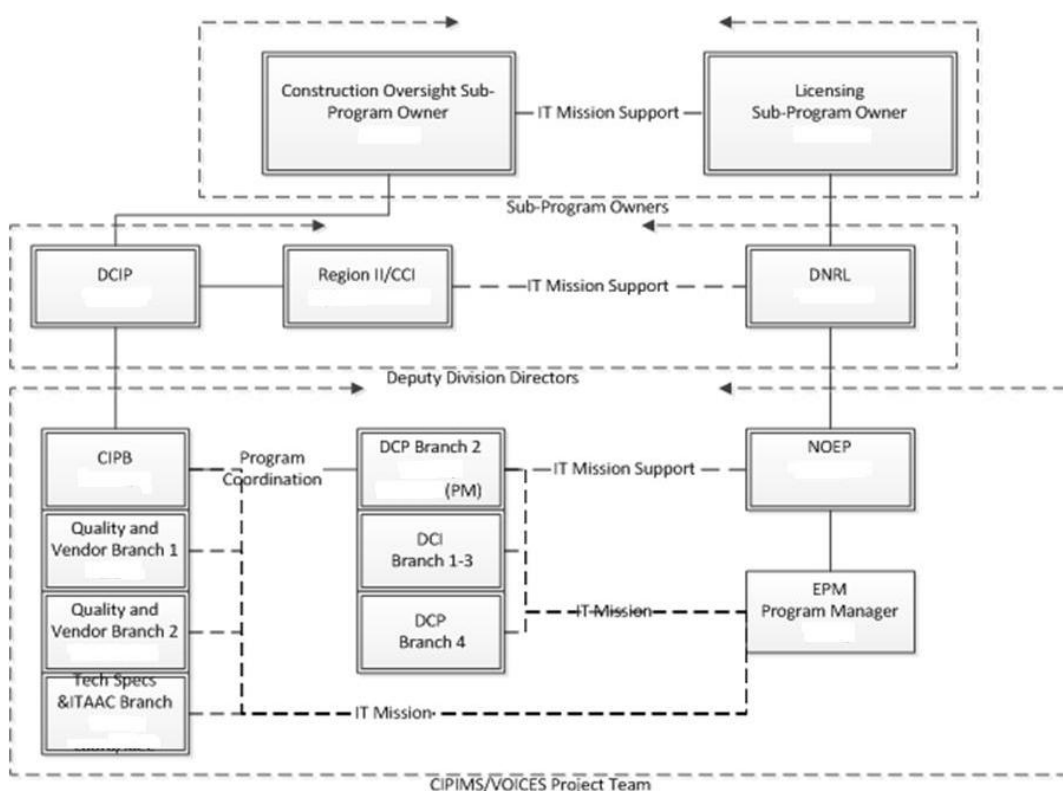 Construction Oversight Sub-
Program Owner
IT Mission Support
Licensing
Sub-Program Owner
Sub-Program Owners
DCIP
Region II/CCI
IT Mission Support
DNRL
Deputy Division Directors
CIPB
Program
Coordination
DCP Branch 2
(PM)
IT Mission Support
NOEP
Quality and
Vendor Branch 1
DCI
Branch 1-3
Quality and
Vendor Branch 2
DCP
Branch 4
IT Mission
EPM
Program Manager
Tech Specs
&ITAAC Branch
IT Mission
CIPIMS/VOICES Project Team